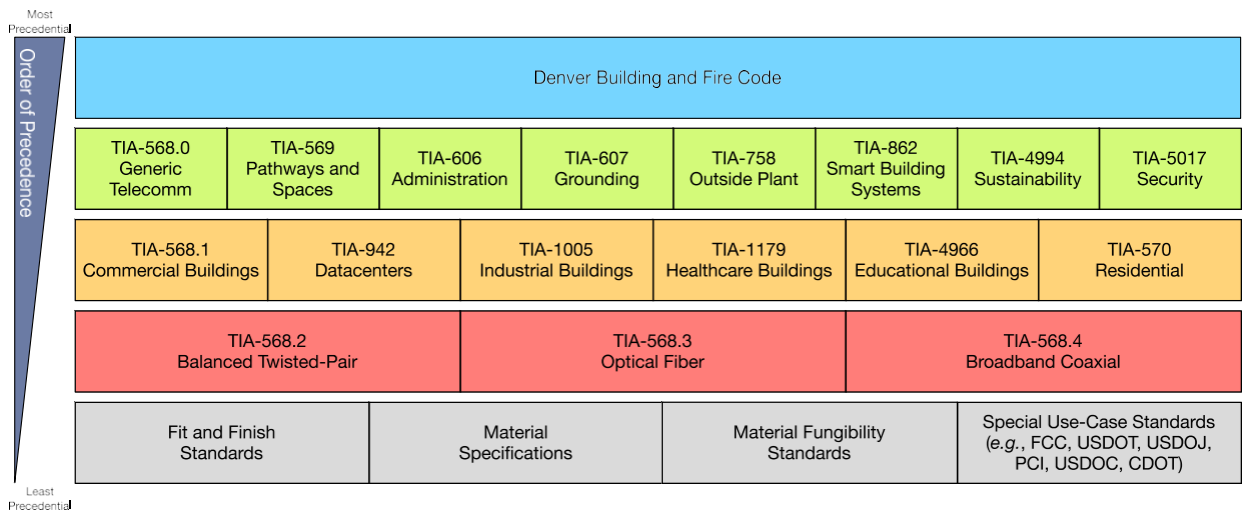 Most
Precedential
Order of Precedence
Denver Building and Fire Code
TIA-568.0
Generic
Telecomm
TIA-569
Pathways and
Spaces
TIA-606
Administration
TIA-607
Grounding
TIA-758
Outside Plant
TIA-862
Smart Building
Systems
TIA-4994
Sustainability
TIA-5017
Security
TIA-568.1
Commercial Buildings
TIA-942
Datacenters
TIA-1005
Industrial Buildings
TIA-1179
Healthcare Buildings
TIA-4966
Educational Buildings
TIA-570
Residential
TIA-568.2
Balanced Twisted-Pair
TIA-568.3
Optical Fiber
TIA-568.4
Broadband Coaxial
Fit and Finish
Standards
Material
Specifications
Material Fungibility
Standards
Special Use-Case Standards
(e.g., FCC, USDOT, USDOJ,
PCI, USDOC, CDOT)
Least
Precedential